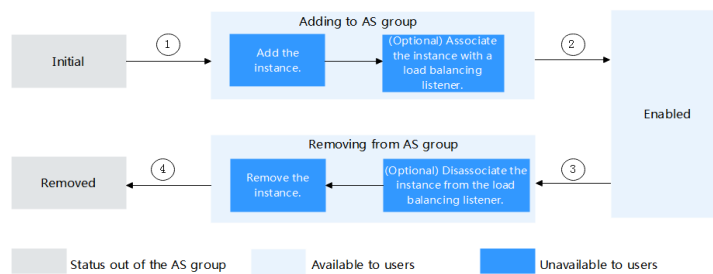 Adding to AS group
1
2
Initial
Add the
instance.
(Optional) Associate
the instance with a
load balancing
listener.
Enabled
Removing from AS group
4
3
Removed
Remove the
instance.
(Optional) Disassociate the
instance from the load
balancing listener.
Status out of the AS group
Available to users
Unavailable to users